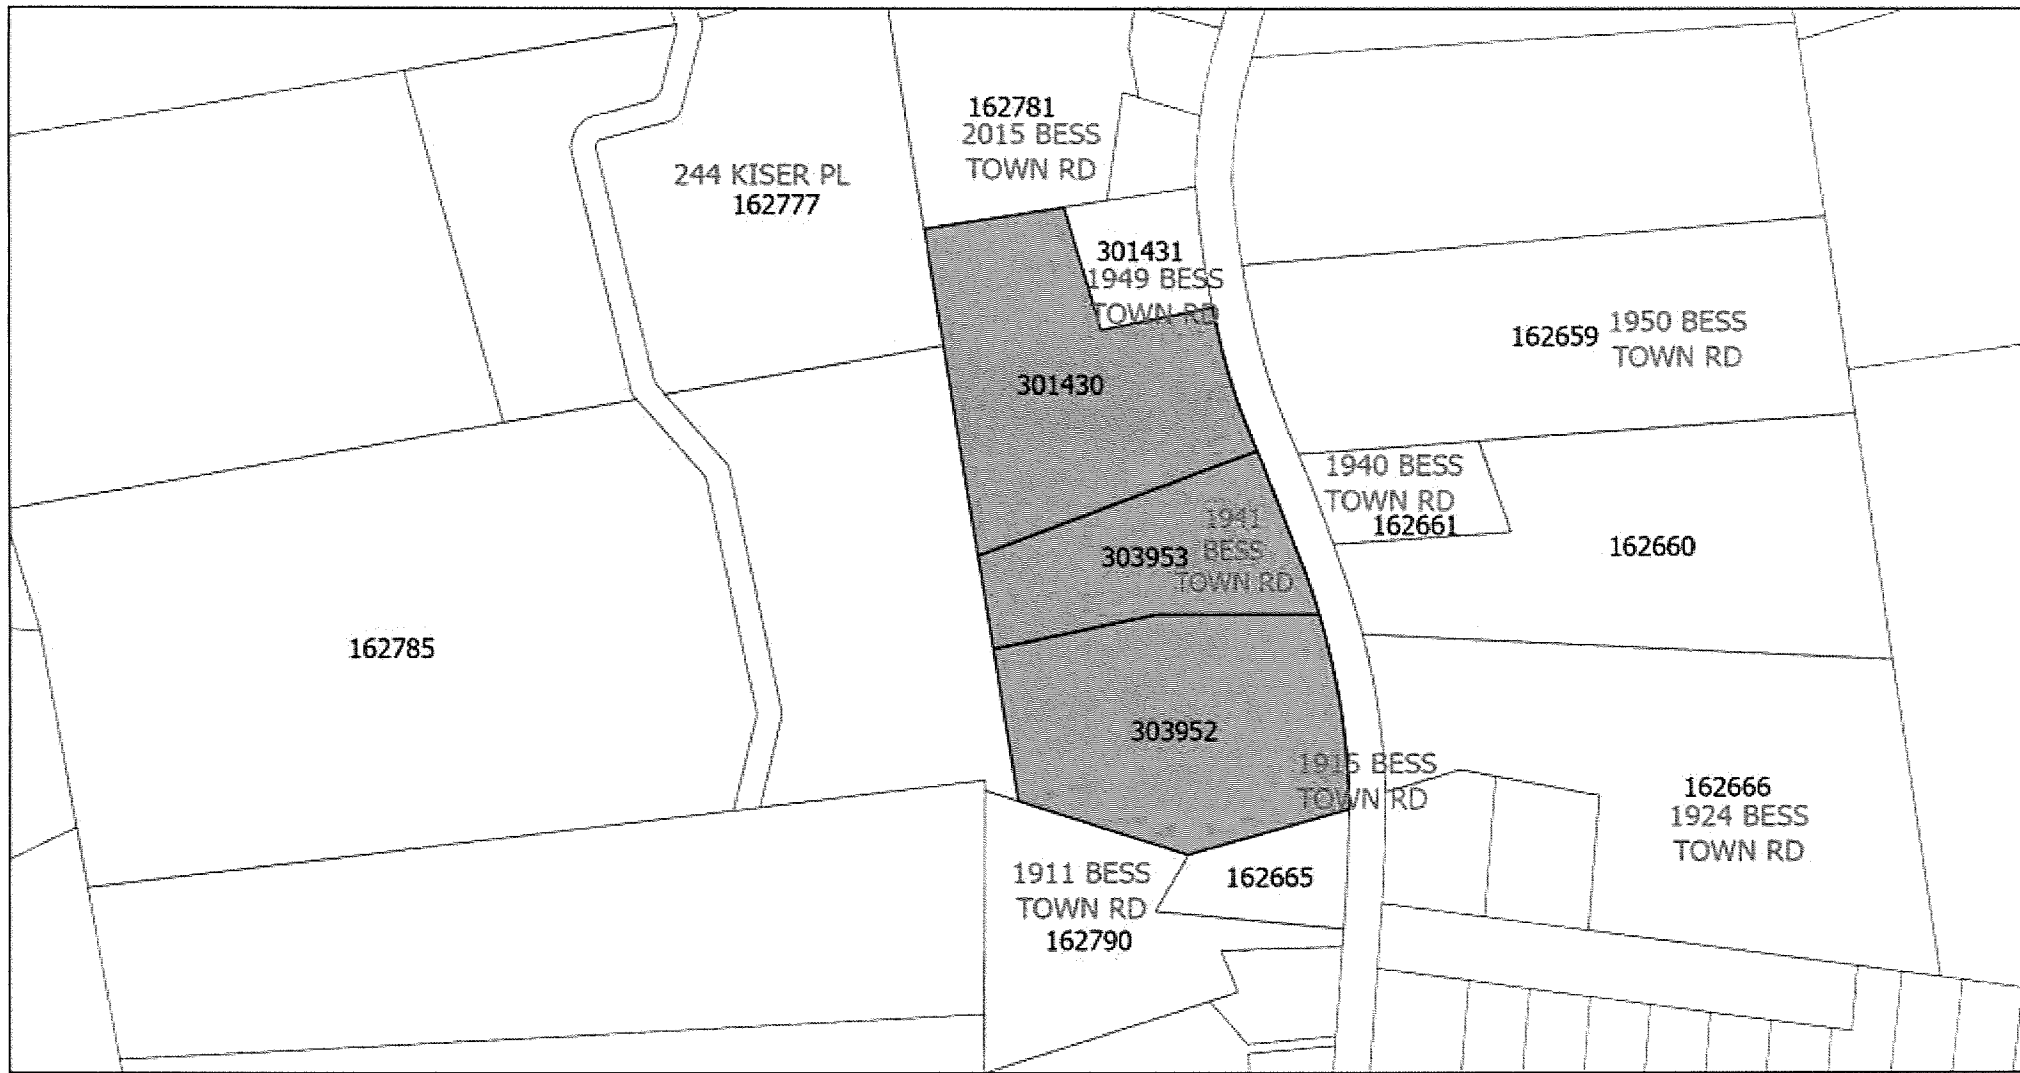 162781
2015 BESS
TOWN RD
244 KISER PL
162777
301431
1949 BESS
TOWN RD
162659
1950 BESS
TOWN RD
301430
1940 BESS
TOWN RD
162661
1941
BESS
TOWN RD
303953
162660
162785
303952
1916 BESS
TOWN RD
162666
1924 BESS
TOWN RD
1911 BESS
TOWN RD
162790
162665